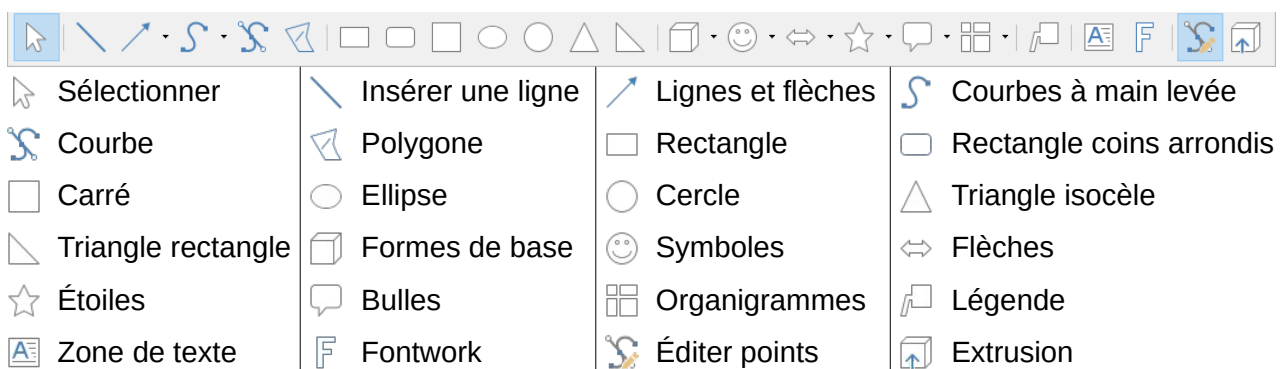 Sélectionner Insérer une ligne Lignes et flèches Courbes à main levée
Courbe Polygone Rectangle Rectangle coins arrondis
Carré Ellipse Cercle Triangle isocèle
Triangle rectangle Formes de base Symboles Flèches
Étoiles Bulles Organigrammes Légende
Zone de texte Fontwork Éditer points Extrusion